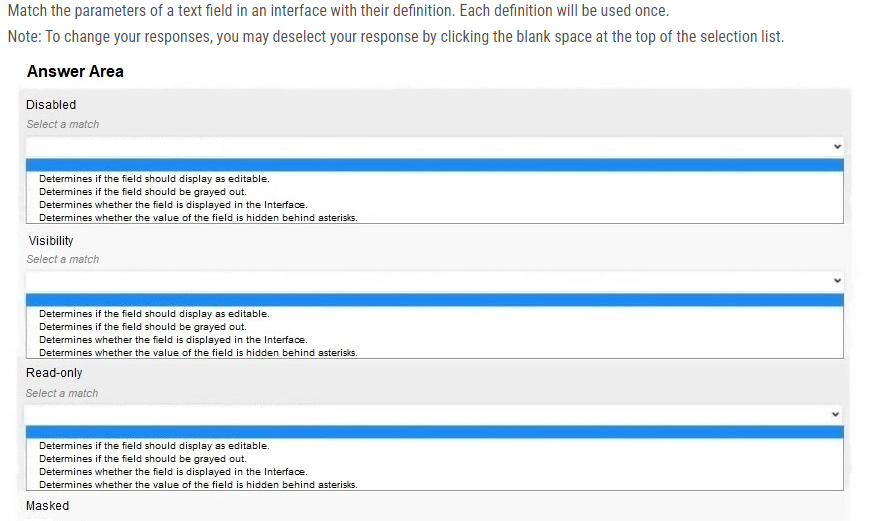 Match the parameters of a text field in an interface with their definition. Each definition will be used once.
Note: To change your responses, you may deselect your response by clicking the blank space at the top of the selection list.
Answer Area
Disabled
Select a match
Determines if the field should display as editable.
Determines if the field should be grayed out.
Determines whether the field is displayed in the Interface.
Determines whether the value of the field is hidden behind asterisks.
Visibility
Select a match
Determines if the field should display as editable.
Determines if the field should be grayed out.
Determines whether the field is displayed in the Interface.
Determines whether the value of the field is hidden behind asterisks.
Read-only
Select a match
Determines if the field should display as editable.
Determines if the field should be grayed out.
Determines whether the field is displayed in the Interface.
Determines whether the value of the field is hidden behind asterisks.
Masked